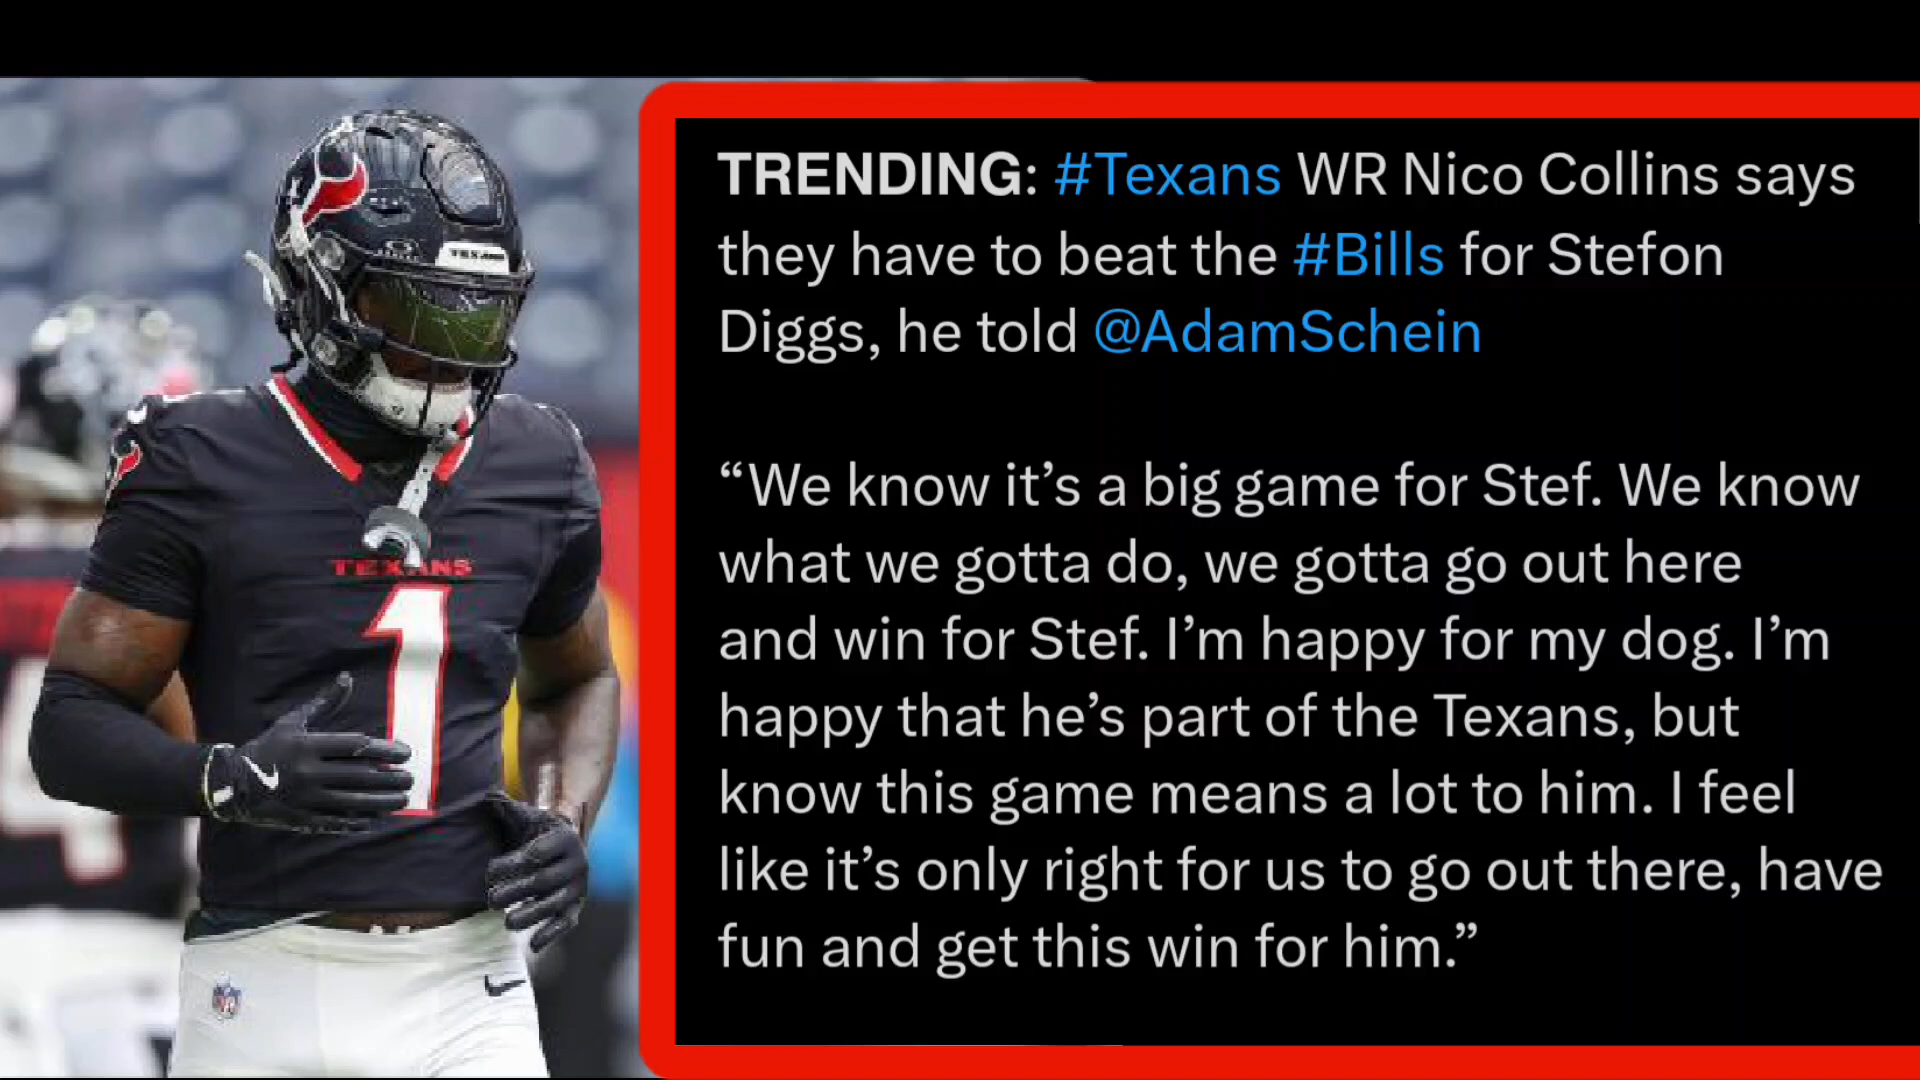 TRENDING: #Texans WR Nico Collins says
they have to beat the #Bills for Stefon
Diggs, he told @AdamSchein
“We know it’s a big game for Stef. We know
what we gotta do, we gotta go out here
and win for Stef. I’m happy for my dog. I’m
happy that he’s part of the Texans, but
know this game means a lot to him. I feel
like it’s only right for us to go out there, have
fun and get this win for him.”
TEXANS
TEXANS
1
4
NFL